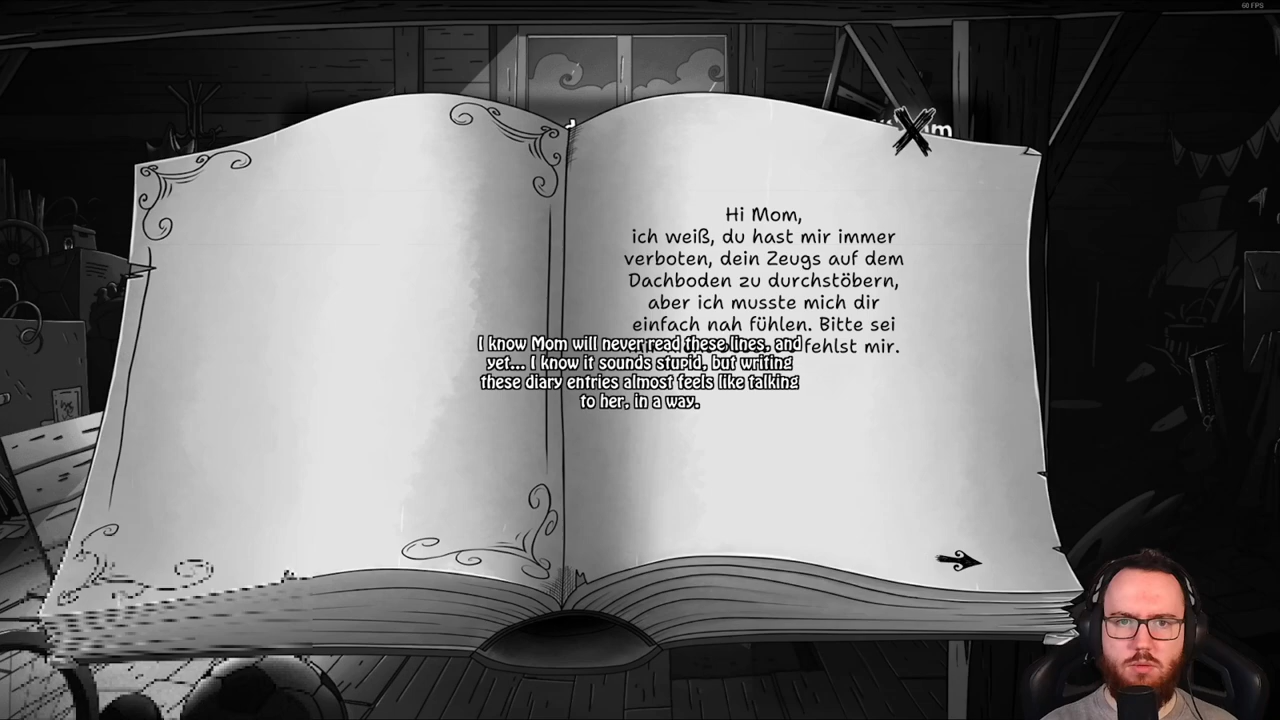 60 FPS
Hi Mom,
ich weiß, du hast mir immer
verboten, dein Zeugs auf dem
Dachboden zu durchstöbern,
aber ich musste mich dir
einfach nah fühlen. Bitte sei
fehlst mir.
I know Mom will never read these lines, and
yet... I know it sounds stupid, but writing
these diary entries almost feels like talking
to her, in a way.